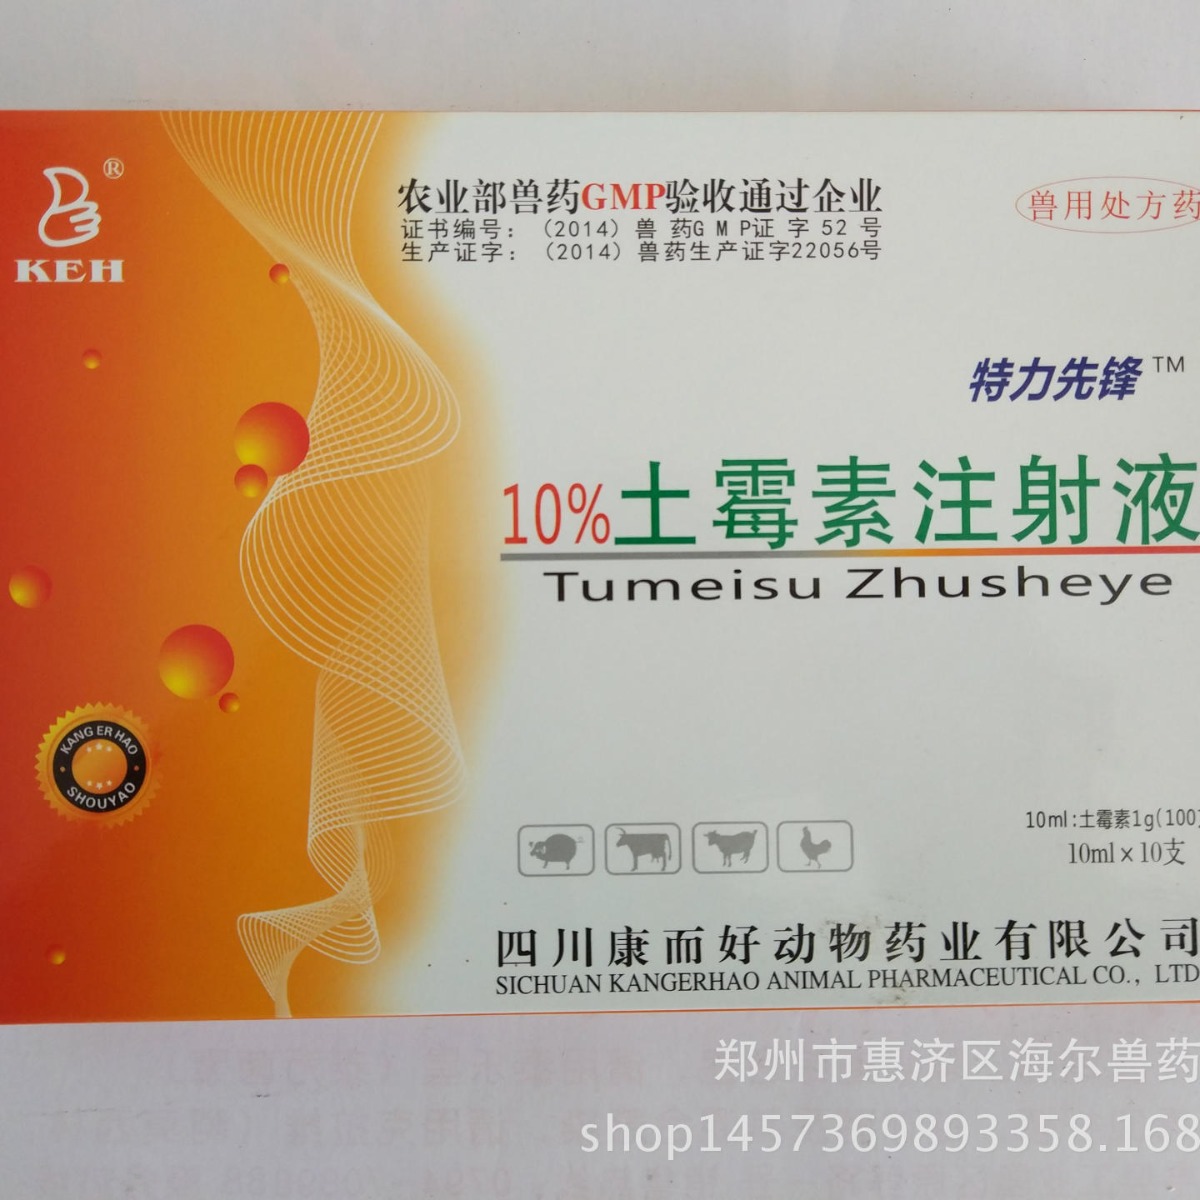 ®
KEH
农业部兽药GMP验收通过企业
证书编号：（2014）兽 药G M P证 字 52 号
生产证字：（2014）兽药生产证字22056号
兽用处方药
特力先锋 TM
10%土霉素注射液
Tumeisu Zhusheye
KANG ER HAO
SHOUYAO
10ml:土霉素1g(100
10ml×10支
四川康而好动物药业有限公司
SICHUAN KANGERHAO ANIMAL PHARMACEUTICAL CO., LTD
郑州市惠济区海尔兽药
shop1457369893358.168